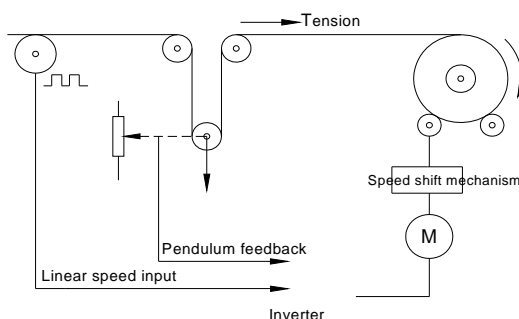 Tension
Speed shift mechanism
M
Pendulum feedback
Linear speed input
Inverter